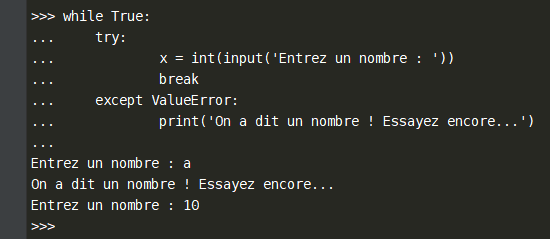 >>> while True:
...     try:
...             x = int(input('Entrez un nombre : '))
...             break
...     except ValueError:
...             print('On a dit un nombre ! Essayez encore...')
...
Entrez un nombre : a
On a dit un nombre ! Essayez encore...
Entrez un nombre : 10
>>>